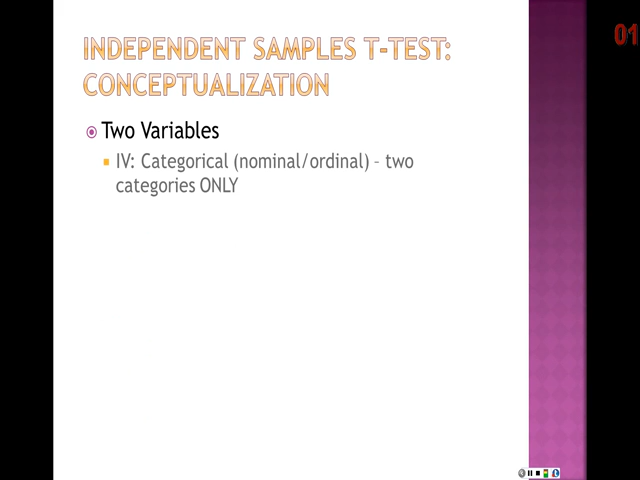 INDEPENDENT SAMPLES T-TEST:
CONCEPTUALIZATION
Two Variables
IV: Categorical (nominal/ordinal) – two
categories ONLY
01